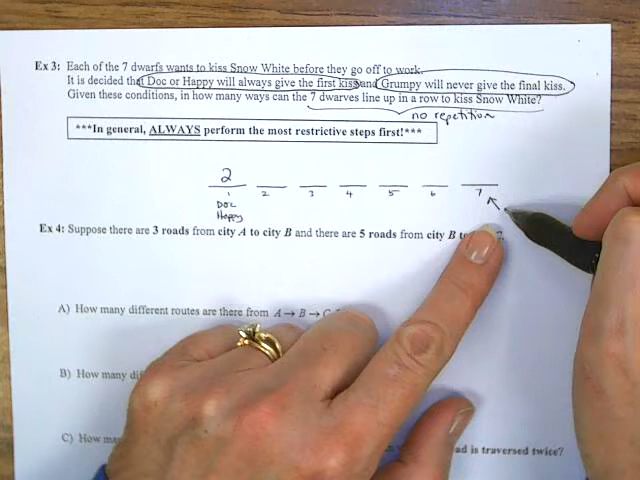 Ex 3: Each of the 7 dwarfs wants to kiss Snow White before they go off to work.
It is decided that Doc or Happy will always give the first kiss and Grumpy will never give the final kiss.
Given these conditions, in how many ways can the 7 dwarves line up in a row to kiss Snow White?
no repetition
***In general, ALWAYS perform the most restrictive steps first!***
2
1 2 3 4 5 6 7
Doc
Happy
Ex 4: Suppose there are 3 roads from city A to city B and there are 5 roads from city B
A) How many different routes are there from A → B → C
B) How many
C) How
ad is traversed twice?